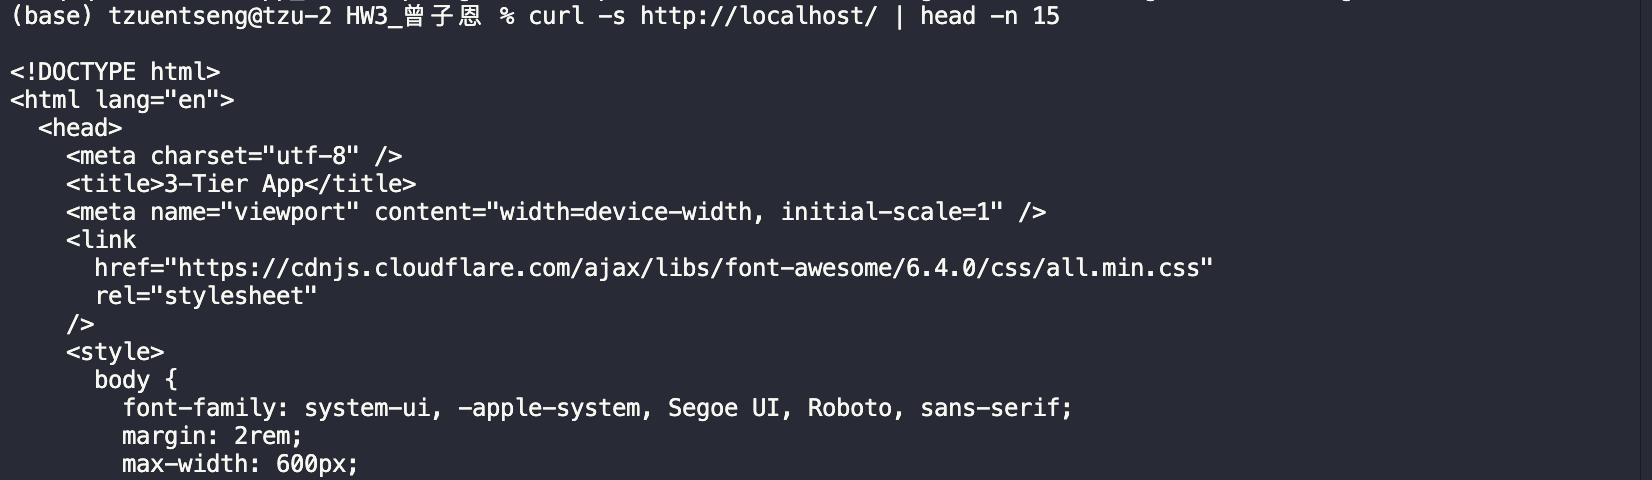 (base) tzuentseng@tzu-2 HW3_曾子恩 % curl -s http://localhost/ | head -n 15
<!DOCTYPE html>
<html lang="en">
  <head>
    <meta charset="utf-8" />
    <title>3-Tier App</title>
    <meta name="viewport" content="width=device-width, initial-scale=1" />
    <link
      href="https://cdnjs.cloudflare.com/ajax/libs/font-awesome/6.4.0/css/all.min.css"
      rel="stylesheet"
    />
    <style>
      body {
        font-family: system-ui, -apple-system, Segoe UI, Roboto, sans-serif;
        margin: 2rem;
        max-width: 600px;